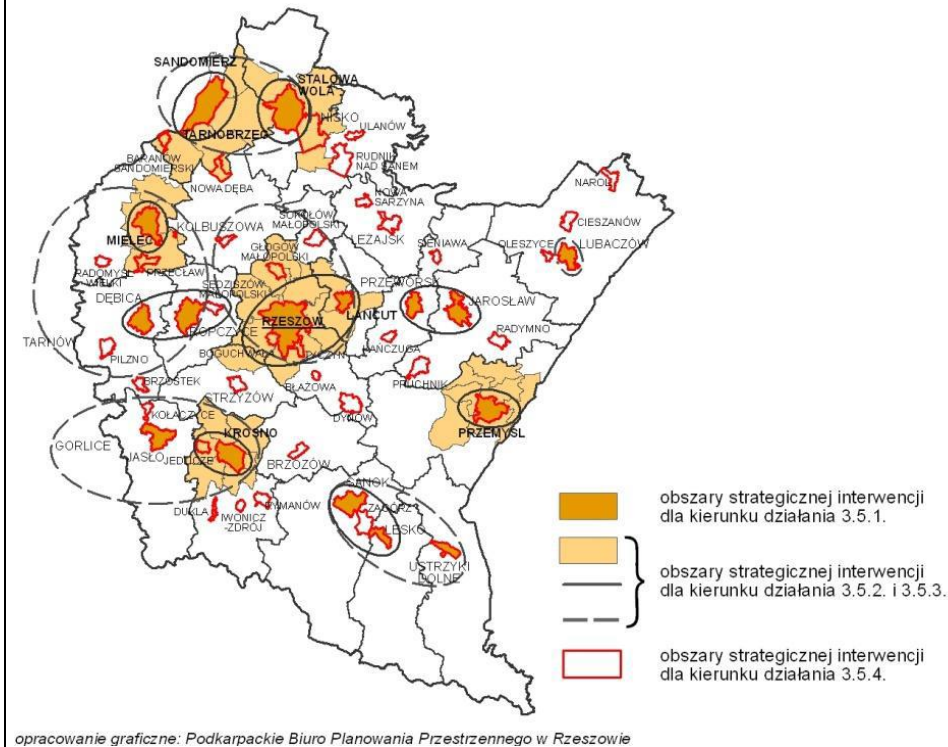 SANDOMIERZ
STALOWA
WOLA
NISKO
ULANÓW
TARNOBRZEG
RUDNIK
NAD SANEM
BARANÓW
SANDOMIERSKI
NOWA DĘBA
NAROL
NOWA
SARZYNA
CIESZANÓW
KOLBUSZOWA
SOKOŁÓW
MAŁOPOLSKI
LEŻAJSK
OLESZYCE
LUBACZÓW
MIELEC
GŁOGÓW
MAŁOPOLSKI
SIENIAWA
RADOMYŚL
WIELKI
PRZECŁAW
SĘDZISZÓW
MAŁOPOLSKI
PRZEWORSK
DĘBICA
JAROSŁAW
RZESZÓW
ŁAŃCUT
ROPCZYCE
RADYMNO
TARNÓW
BOGUCHWAŁA
TYCZYN
KAŃCZUGA
PILZNO
PRUCHNIK
BRZOSTEK
STRZYŻÓW
BŁAŻOWA
DYNÓW
KOŁACZYCE
PRZEMYŚL
KROSNO
GORLICE
JASŁO
JEDLICZE
BRZOZÓW
SANOK
DUKLA
IWONICZ
-ZDRÓJ
RYMANÓW
ZAGÓRZ
LESKO
USTRZYKI
DOLNE
obszary strategicznej interwencji
dla kierunku działania 3.5.1.
obszary strategicznej interwencji
dla kierunku działania 3.5.2. i 3.5.3.
obszary strategicznej interwencji
dla kierunku działania 3.5.4.
opracowanie graficzne: Podkarpackie Biuro Planowania Przestrzennego w Rzeszowie